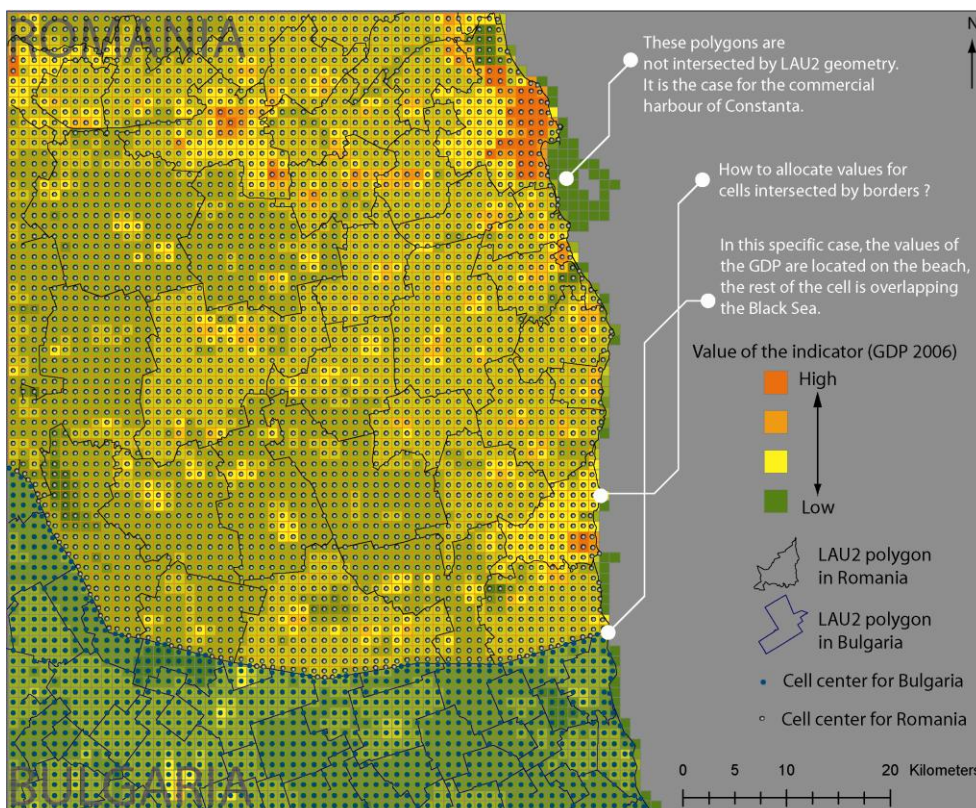 ROMANIA
N
These polygons are
not intersected by LAU2 geometry.
It is the case for the commercial
harbour of Constanta.
How to allocate values for
cells intersected by borders ?
In this specific case, the values of
the GDP are located on the beach,
the rest of the cell is overlapping
the Black Sea.
Value of the indicator (GDP 2006)
High
Low
LAU2 polygon
in Romania
LAU2 polygon
in Bulgaria
Cell center for Bulgaria
Cell center for Romania
BULGARIA
0 5 10 20 Kilometers